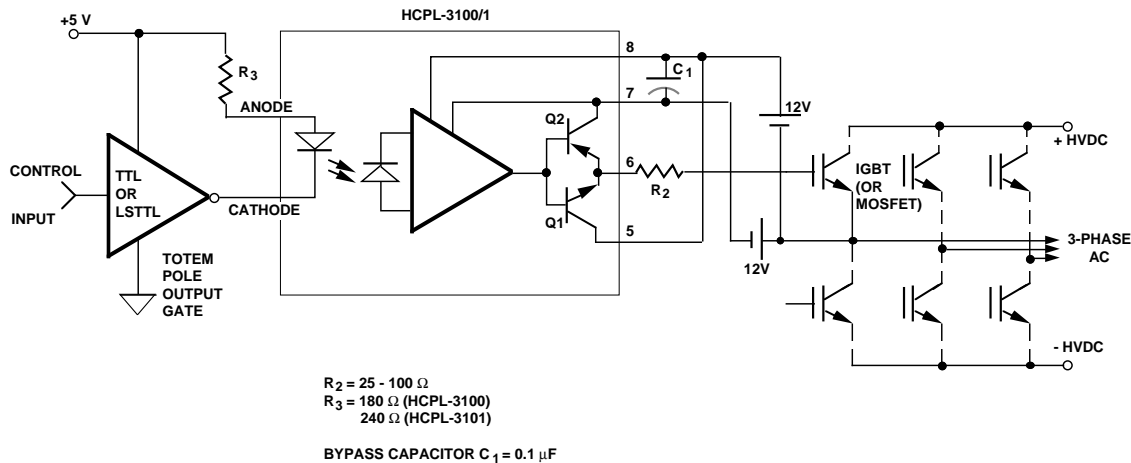 HCPL-3100/1
+5 V
R3
ANODE
CONTROL
INPUT
TTL
OR
LSTTL
CATHODE
TOTEM
POLE
OUTPUT
GATE
8
C1
7
Q2
6
R2
Q1
5
12V
12V
IGBT
(OR
MOSFET)
+ HVDC
3-PHASE
AC
- HVDC
R2 = 25 - 100 Ω
R3 = 180 Ω (HCPL-3100)
240 Ω (HCPL-3101)
BYPASS CAPACITOR C1 = 0.1 µF